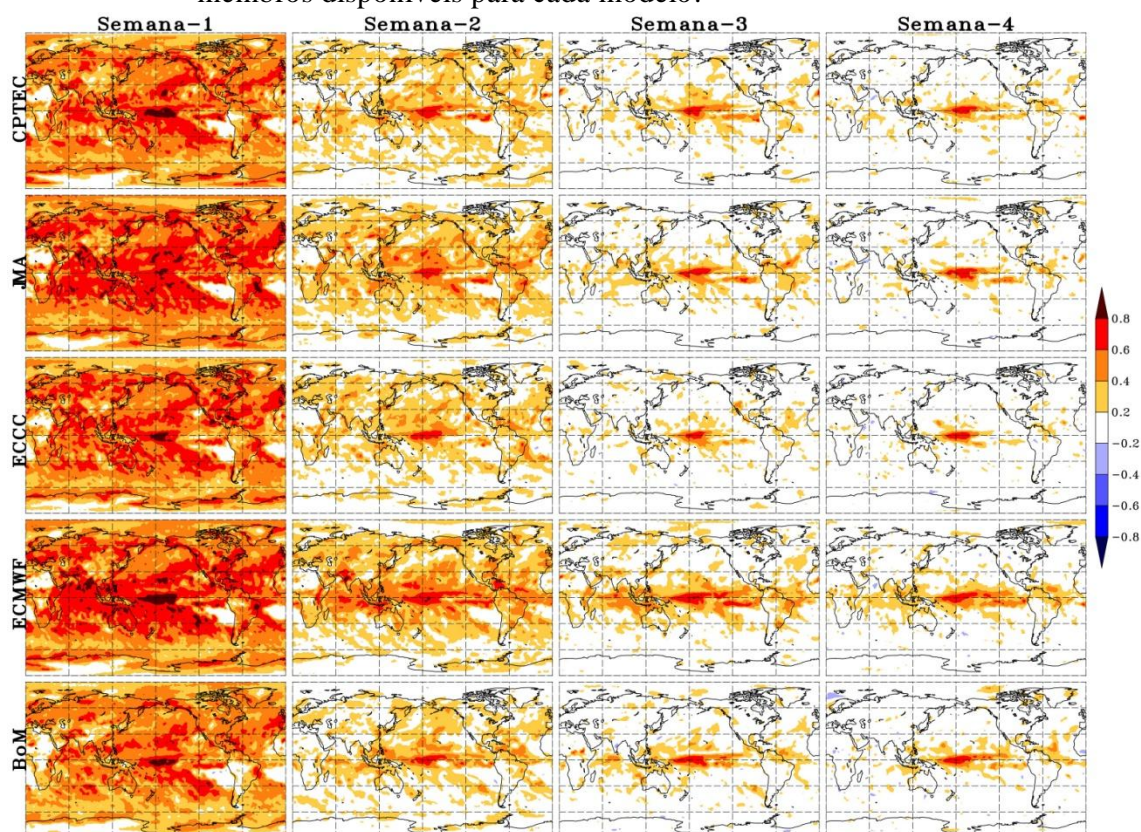 membros disponíveis para cada modelo.
Semana-1 Semana-2 Semana-3 Semana-4
CPTEC
JMA
ECCC
ECMWF
BoM
0.8
0.6
0.4
0.2
-0.2
-0.4
-0.6
-0.8